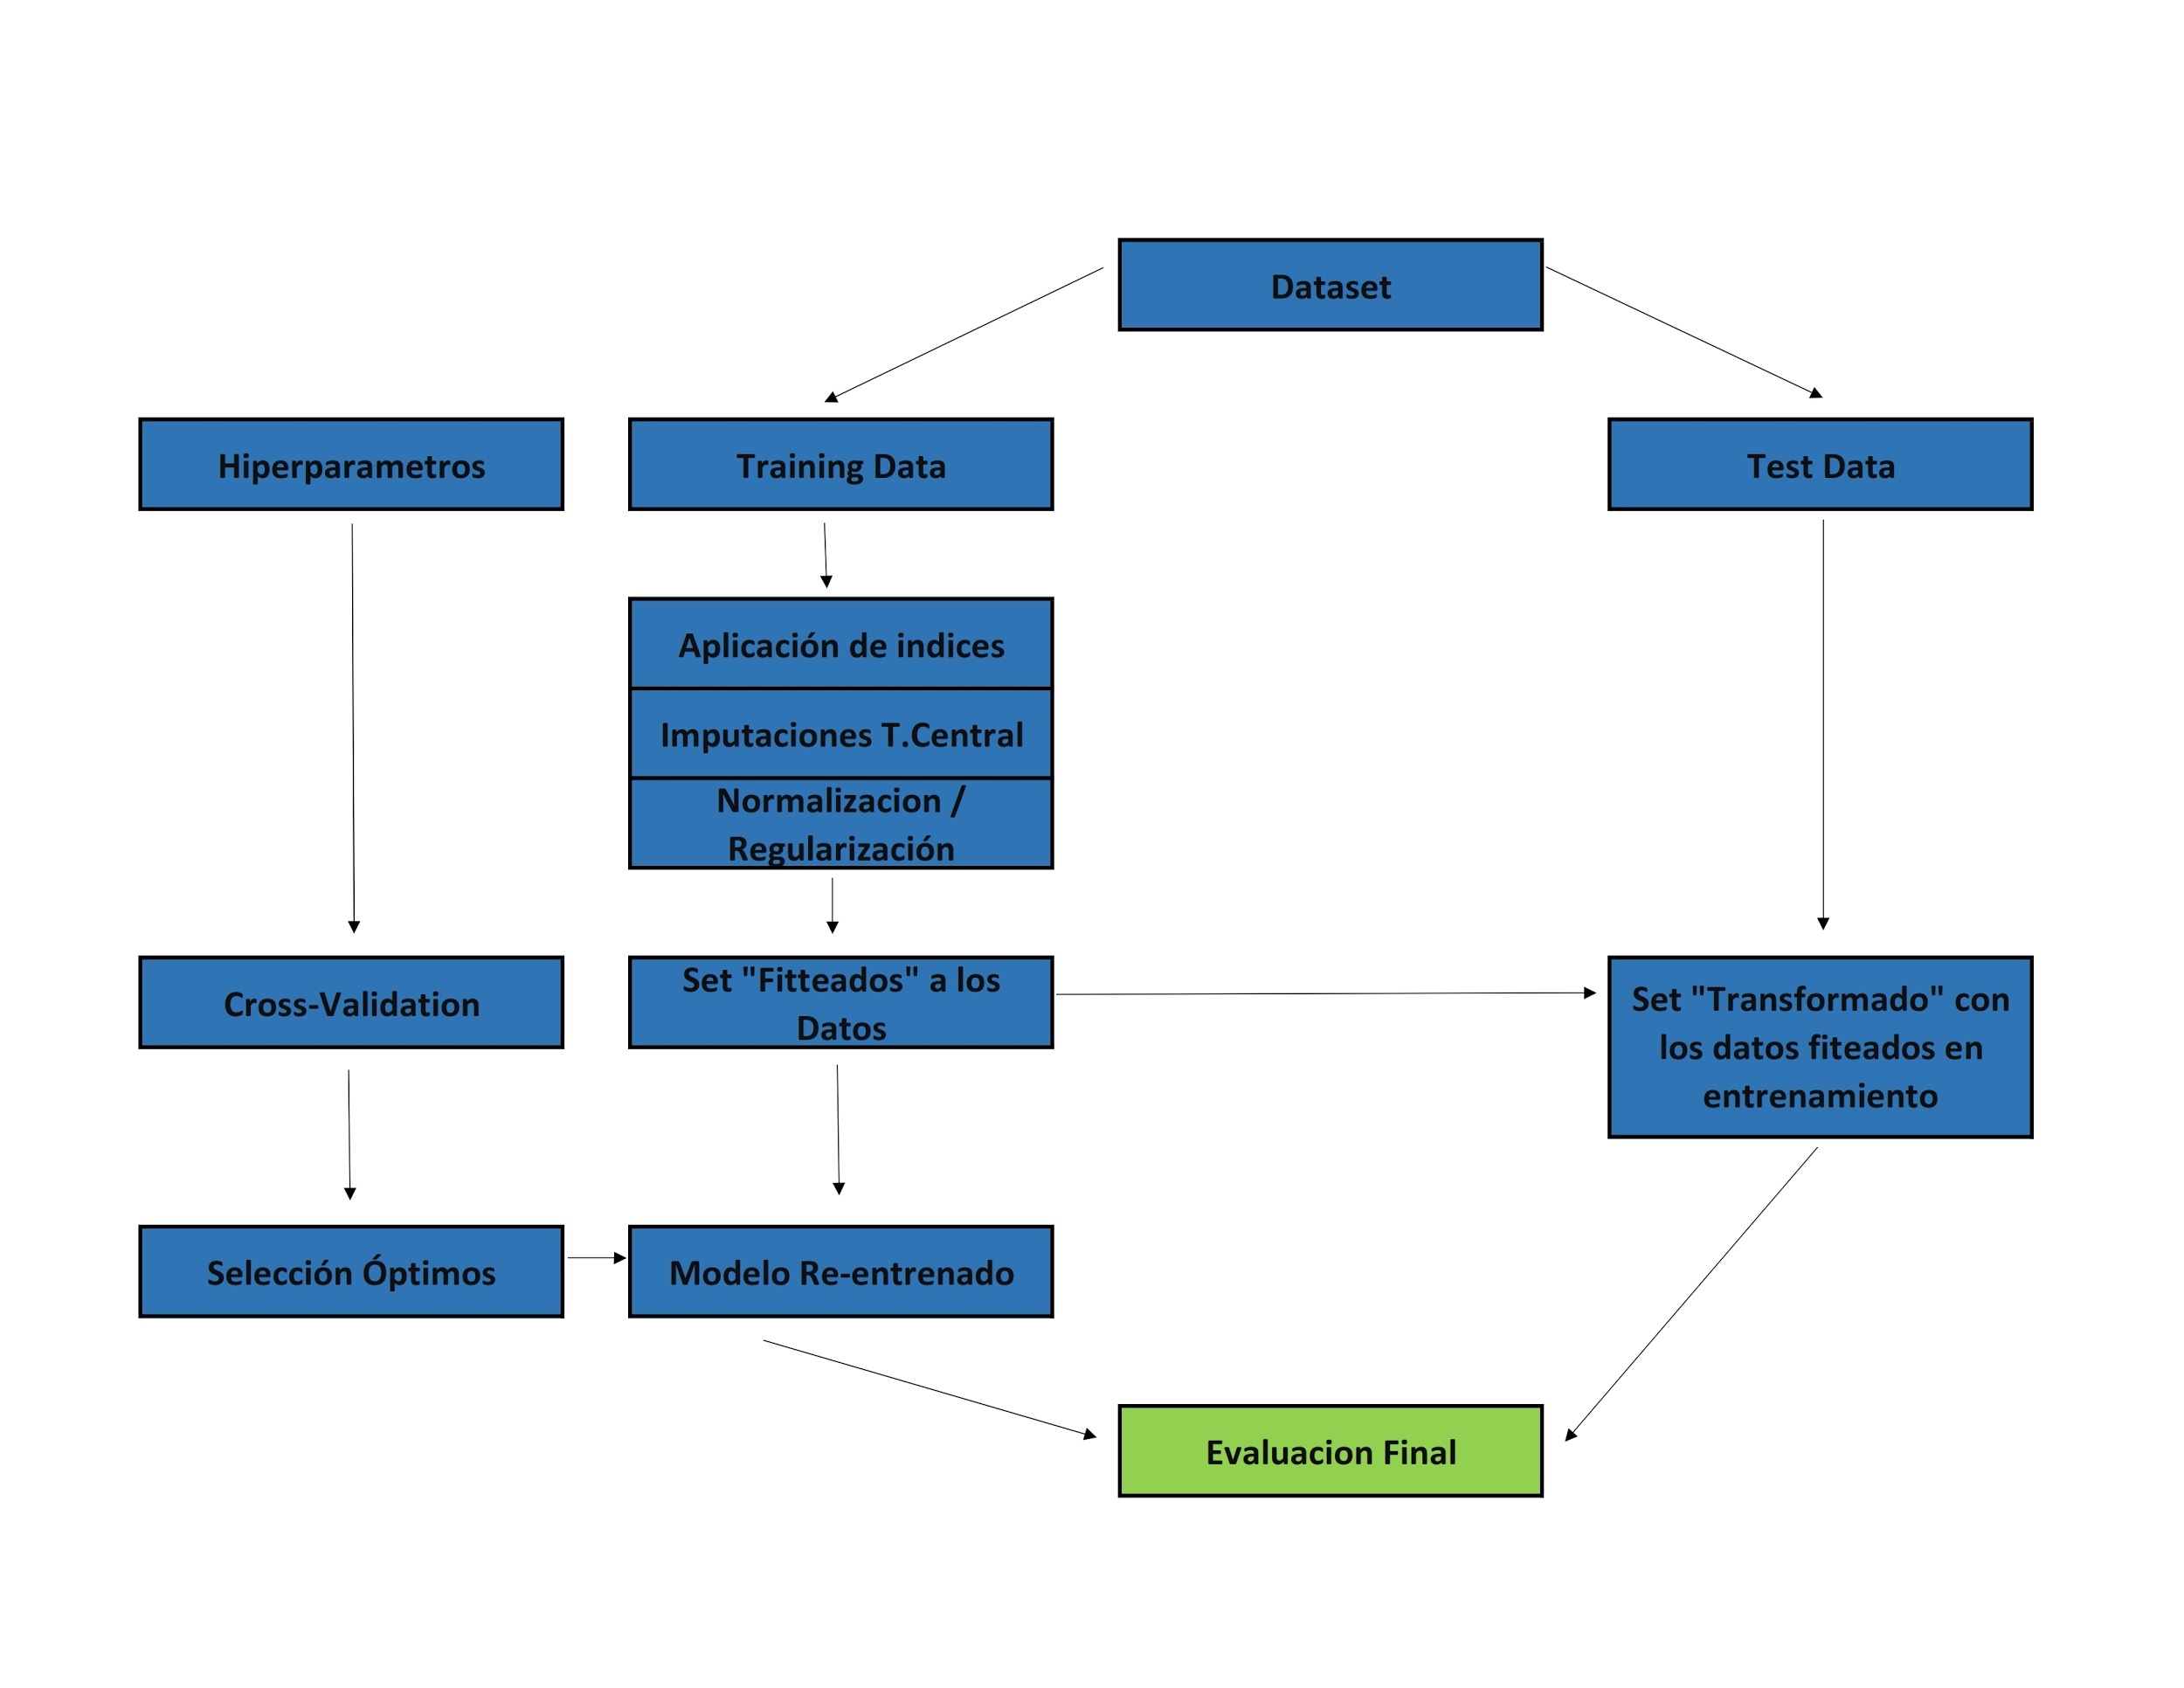 Dataset
Hiperparametros
Training Data
Test Data
Aplicación de indices
Imputaciones T.Central
Normalizacion /
Regularización
Cross-Validation
Set "Fitteados" a los
Datos
Set "Transformado" con
los datos fiteados en
entrenamiento
Selección Óptimos
Modelo Re-entrenado
Evaluacion Final